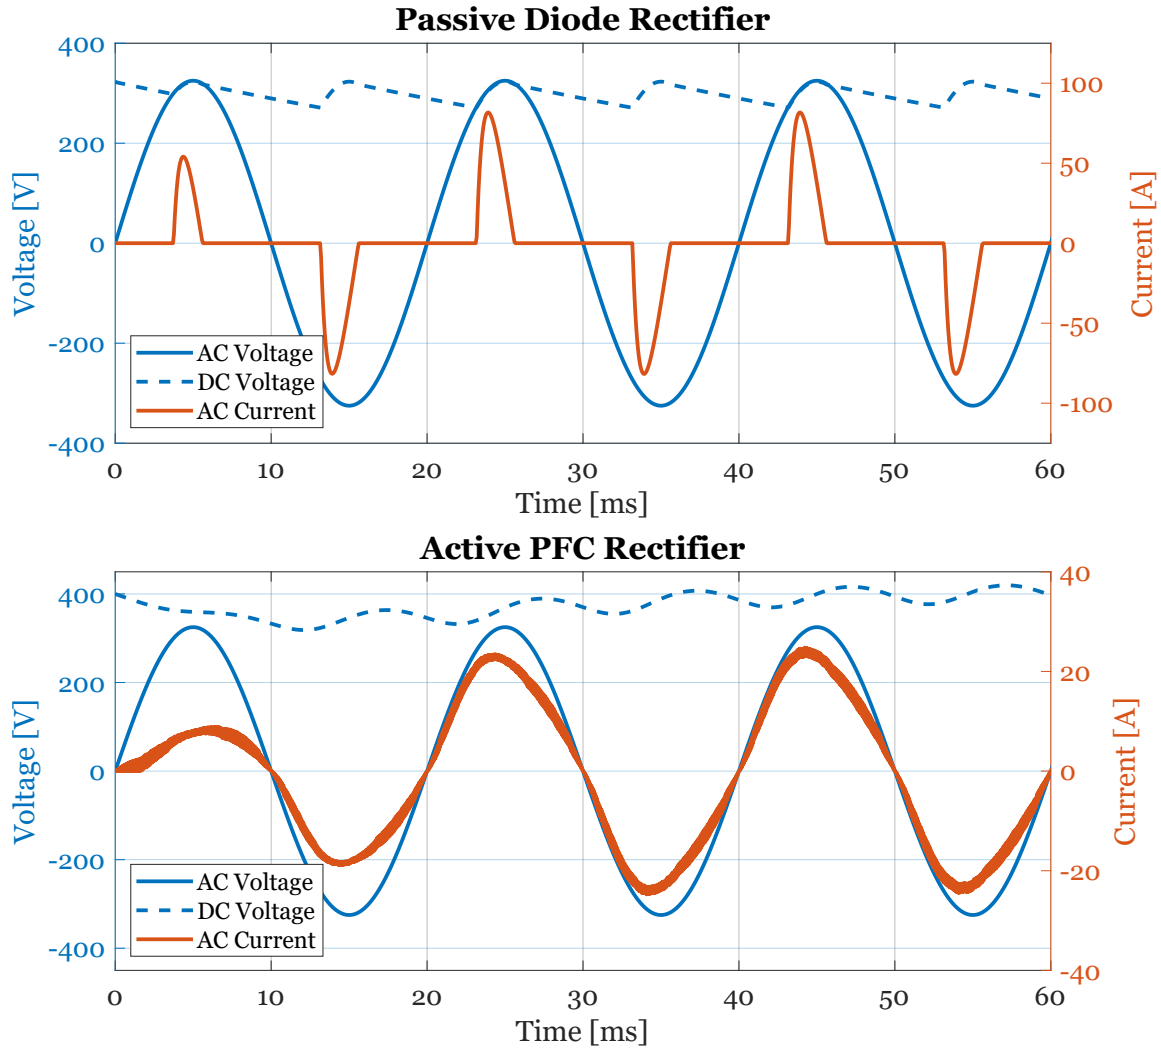 Passive Diode Rectifier
400
200
0
-200
-400
Voltage [V]
100
50
0
-50
-100
Current [A]
AC Voltage
DC Voltage
AC Current
0 10 20 30 40 50 60
Time [ms]
Active PFC Rectifier
400
200
0
-200
-400
Voltage [V]
40
20
0
-20
-40
Current [A]
AC Voltage
DC Voltage
AC Current
0 10 20 30 40 50 60
Time [ms]